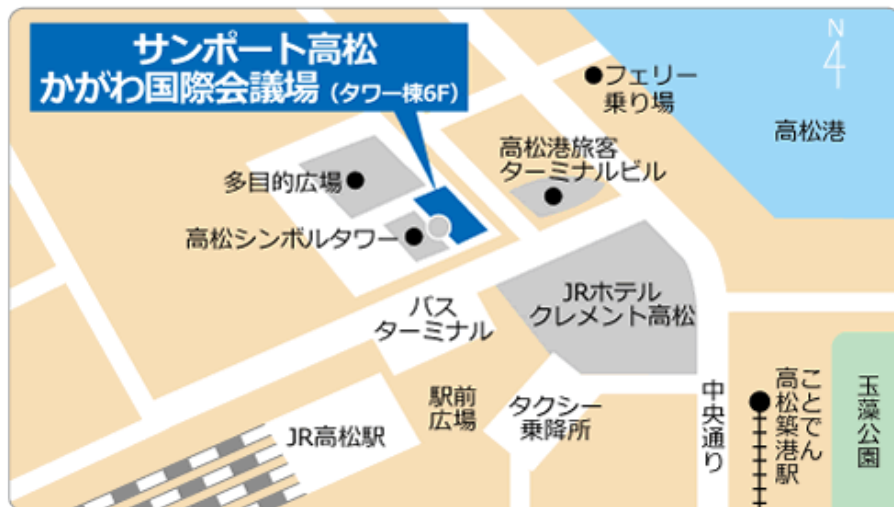 サンポート高松
かがわ国際会議場（タワー棟6F）
N
フェリー
乗り場
高松港
高松港旅客
ターミナルビル
多目的広場
高松シンボルタワー
JRホテル
クレメント高松
バス
ターミナル
駅前
広場
タクシー
乗降所
JR高松駅
中央通り
ことでん
高松築港駅
玉藻公園